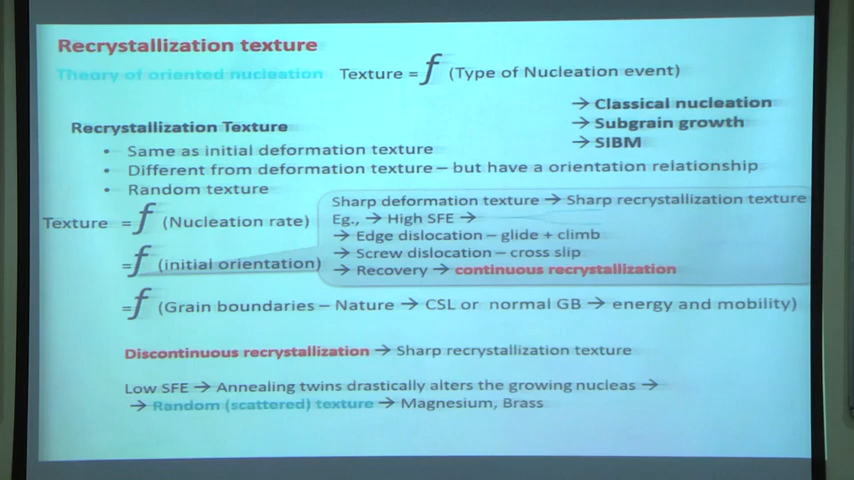 Recrystallization texture
Theory of oriented nucleation Texture = f (Type of Nucleation event)
→ Classical nucleation
→ Subgrain growth
→ SIBM
Recrystallization Texture
• Same as initial deformation texture
• Different from deformation texture – but have a orientation relationship
• Random texture
Texture = f (Nucleation rate)
= f (initial orientation)
Sharp deformation texture → Sharp recrystallization texture
Eg., → High SFE →
→ Edge dislocation – glide + climb
→ Screw dislocation – cross slip
→ Recovery → continuous recrystallization
= f (Grain boundaries – Nature → CSL or normal GB → energy and mobility)
Discontinuous recrystallization → Sharp recrystallization texture
Low SFE → Annealing twins drastically alters the growing nucleas →
→ Random (scattered) texture → Magnesium, Brass